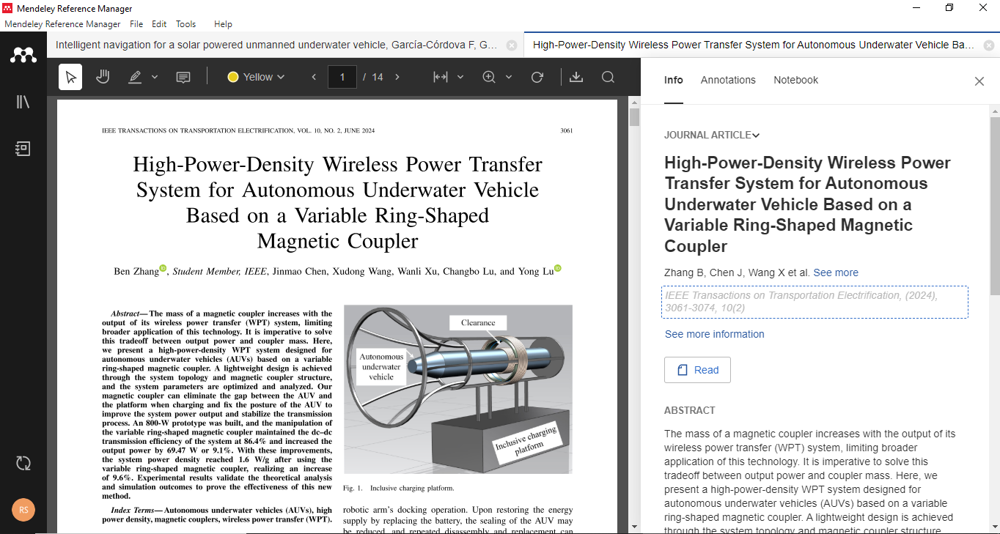 Mendeley Reference Manager
Mendeley Reference Manager File Edit Tools Help
Intelligent navigation for a solar powered unmanned underwater vehicle, García-Córdova F, G...
High-Power-Density Wireless Power Transfer System for Autonomous Underwater Vehicle Ba...
Yellow
1 / 14
IEEE TRANSACTIONS ON TRANSPORTATION ELECTRIFICATION, VOL. 10, NO. 2, JUNE 2024 3061
High-Power-Density Wireless Power Transfer
System for Autonomous Underwater Vehicle
Based on a Variable Ring-Shaped
Magnetic Coupler
Ben Zhang, Student Member, IEEE, Jinmao Chen, Xudong Wang, Wanli Xu, Changbo Lu, and Yong Lu
Abstract—The mass of a magnetic coupler increases with the
output of its wireless power transfer (WPT) system, limiting
broader application of this technology. It is imperative to solve
this tradeoff between output power and coupler mass. Here,
we present a high-power-density WPT system designed for
autonomous underwater vehicles (AUVs) based on a variable
ring-shaped magnetic coupler. A lightweight design is achieved
through the system topology and magnetic coupler structure,
and the system parameters are optimized and analyzed. Our
magnetic coupler can eliminate the gap between the AUV and
the platform when charging and fix the posture of the AUV to
improve the system power output and stabilize the transmission
process. An 800-W prototype was built, and the manipulation of
the variable ring-shaped magnetic coupler maintained the dc–dc
transmission efficiency of the system at 86.4% and increased the
output power by 69.47 W or 9.1%. With these improvements,
the system power density reached 1.6 W/g after using the
variable ring-shaped magnetic coupler, realizing an increase
of 9.6%. Experimental results validate the theoretical analysis
and simulation outcomes to prove the effectiveness of this new
method.
Index Terms—Autonomous underwater vehicles (AUVs), high
power density, magnetic couplers, wireless power transfer (WPT).
Clearance
Autonomous
underwater
vehicle
Inclusive charging
platform
Fig. 1. Inclusive charging platform.
robotic arm's docking operation. Upon restoring the energy
supply by replacing the battery, the sealing of the AUV may
be reduced, and repeated disassembly and replacement can
Info Annotations Notebook
JOURNAL ARTICLE
High-Power-Density Wireless Power
Transfer System for Autonomous
Underwater Vehicle Based on a
Variable Ring-Shaped Magnetic
Coupler
Zhang B, Chen J, Wang X et al. See more
IEEE Transactions on Transportation Electrification, (2024),
3061-3074, 10(2)
See more information
Read
ABSTRACT
The mass of a magnetic coupler increases with the output of its
wireless power transfer (WPT) system, limiting broader
application of this technology. It is imperative to solve this
tradeoff between output power and coupler mass. Here, we
present a high-power-density WPT system designed for
autonomous underwater vehicles (AUVs) based on a variable
ring-shaped magnetic coupler. A lightweight design is achieved
through the system topology and magnetic coupler structure
RS